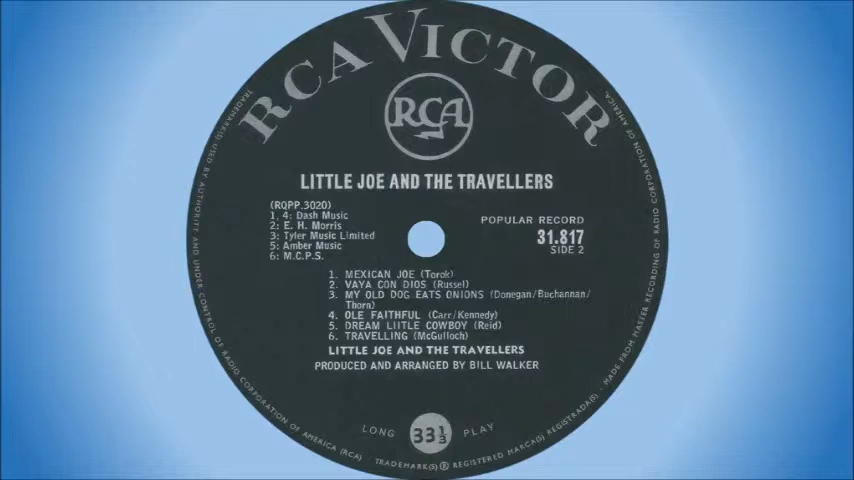 RCA VICTOR
RCA
LITTLE JOE AND THE TRAVELLERS
(RQPP.3020)
1, 4: Dash Music
2: E. H. Morris
3: Tyler Music Limited
5: Amber Music
6: M.C.P.S.
POPULAR RECORD
31.817
SIDE 2
1. MEXICAN JOE (Torok)
2. VAYA CON DIOS (Russel)
3. MY OLD DOG EATS ONIONS (Donegan/Buchannan/
Thorn)
4. OLE FAITHFUL (Carr/Kennedy)
5. DREAM LIITLE COWBOY (Reid)
6. TRAVELLING (McGulloch)
LITTLE JOE AND THE TRAVELLERS
PRODUCED AND ARRANGED BY BILL WALKER
LONG 33⅓ PLAY
TRADEMARK(S) USED BY AUTHORITY AND UNDER CONTROL OF RADIO CORPORATION OF AMERICA (RCA) · TRADEMARK(S) ® REGISTERED MARCA(S) REGISTRADA(S) · MADE FROM MASTER RECORDING OF RADIO CORPORATION OF AMERICA.